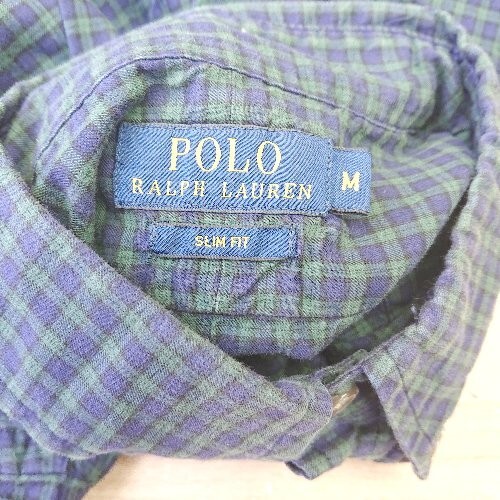 POLO
RALPH LAUREN
M
SLIM FIT